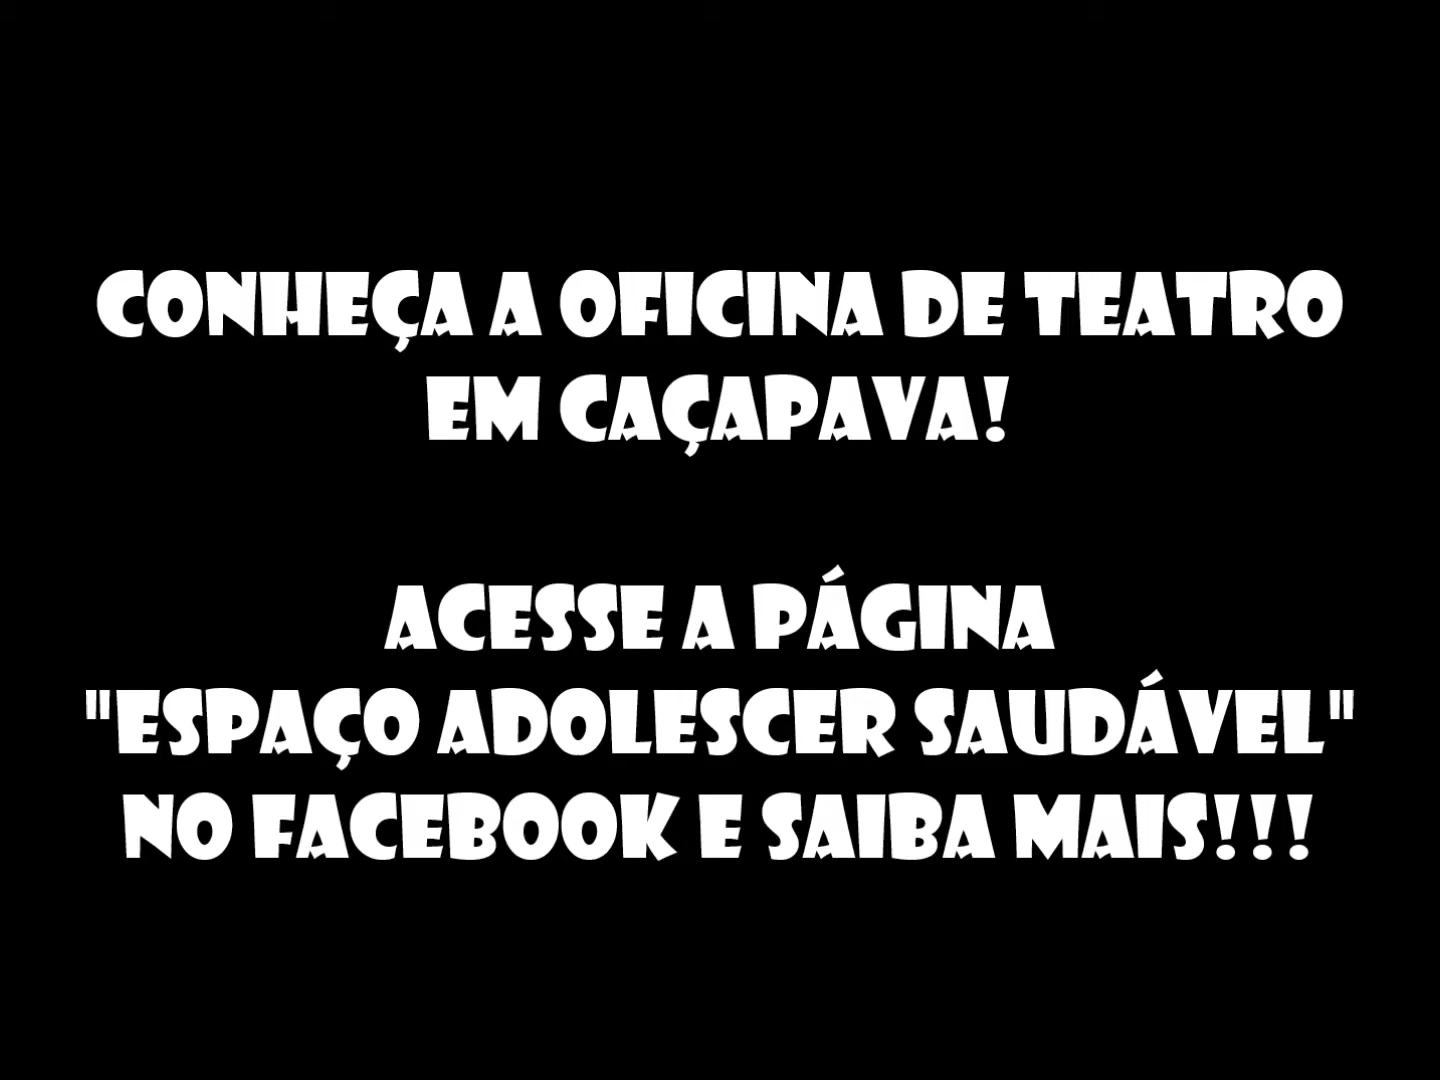 CONHEÇA A OFICINA DE TEATRO
EM CAÇAPAVA!
ACESSE A PÁGINA
"ESPAÇO ADOLESCER SAUDÁVEL"
NO FACEBOOK E SAIBA MAIS!!!